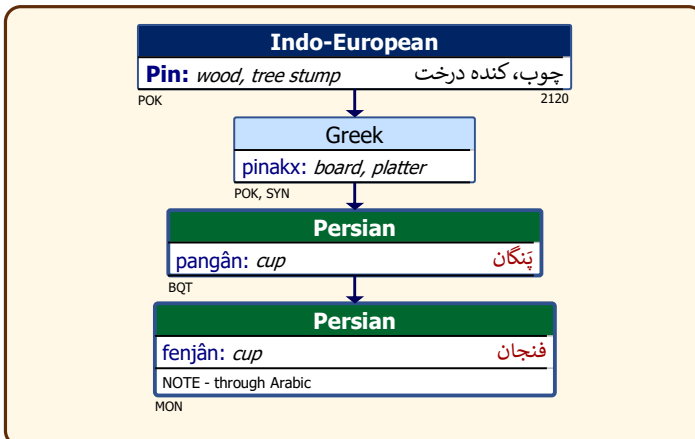 Indo-European
Pin: wood, tree stump چوب، کنده درخت
POK 2120
Greek
pinakx: board, platter
POK, SYN
Persian
pangân: cup پَنگان
BQT
Persian
fenjân: cup فنجان
NOTE - through Arabic
MON